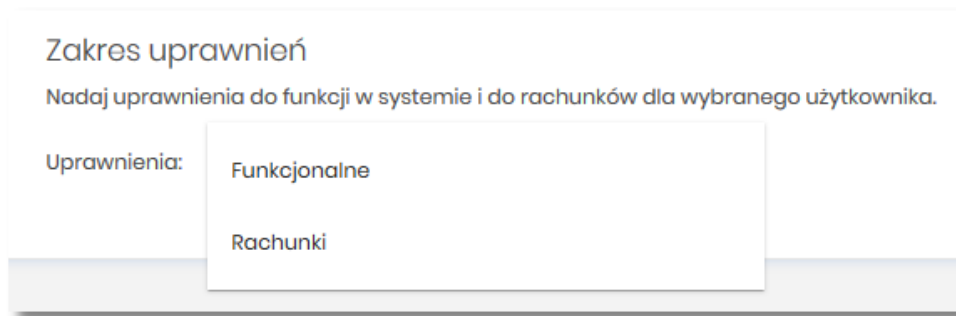 Zakres uprawnień
Nadaj uprawnienia do funkcji w systemie i do rachunków dla wybranego użytkownika.
Uprawnienia:
Funkcjonalne
Rachunki